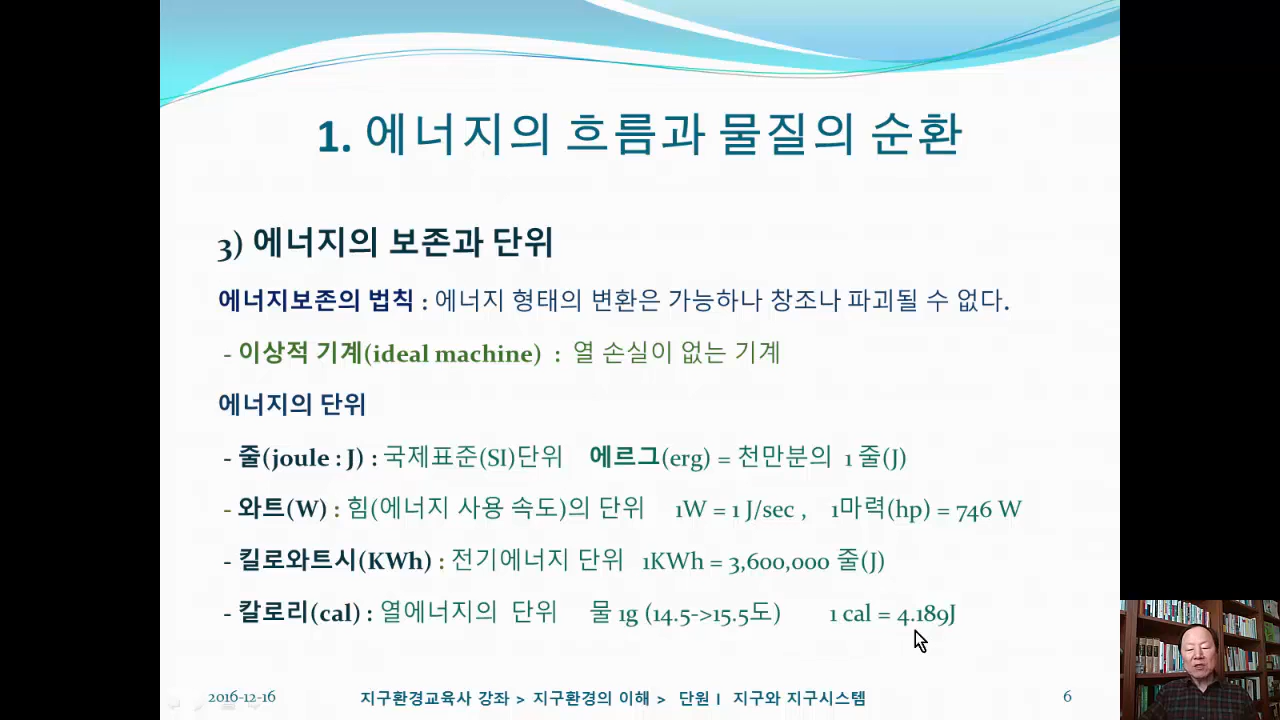 1. 에너지의 흐름과 물질의 순환
3) 에너지의 보존과 단위
에너지보존의 법칙 : 에너지 형태의 변환은 가능하나 창조나 파괴될 수 없다.
- 이상적 기계(ideal machine) : 열 손실이 없는 기계
에너지의 단위
- 줄(joule : J) : 국제표준(SI)단위 에르그(erg) = 천만분의 1 줄(J)
- 와트(W) : 힘(에너지 사용 속도)의 단위 1W = 1 J/sec , 1마력(hp) = 746 W
- 킬로와트시(KWh) : 전기에너지 단위 1KWh = 3,600,000 줄(J)
- 칼로리(cal) : 열에너지의 단위 물 1g (14.5->15.5도) 1 cal = 4.189J
2016-12-16 지구환경교육사 강좌 > 지구환경의 이해 > 단원 I 지구와 지구시스템 6